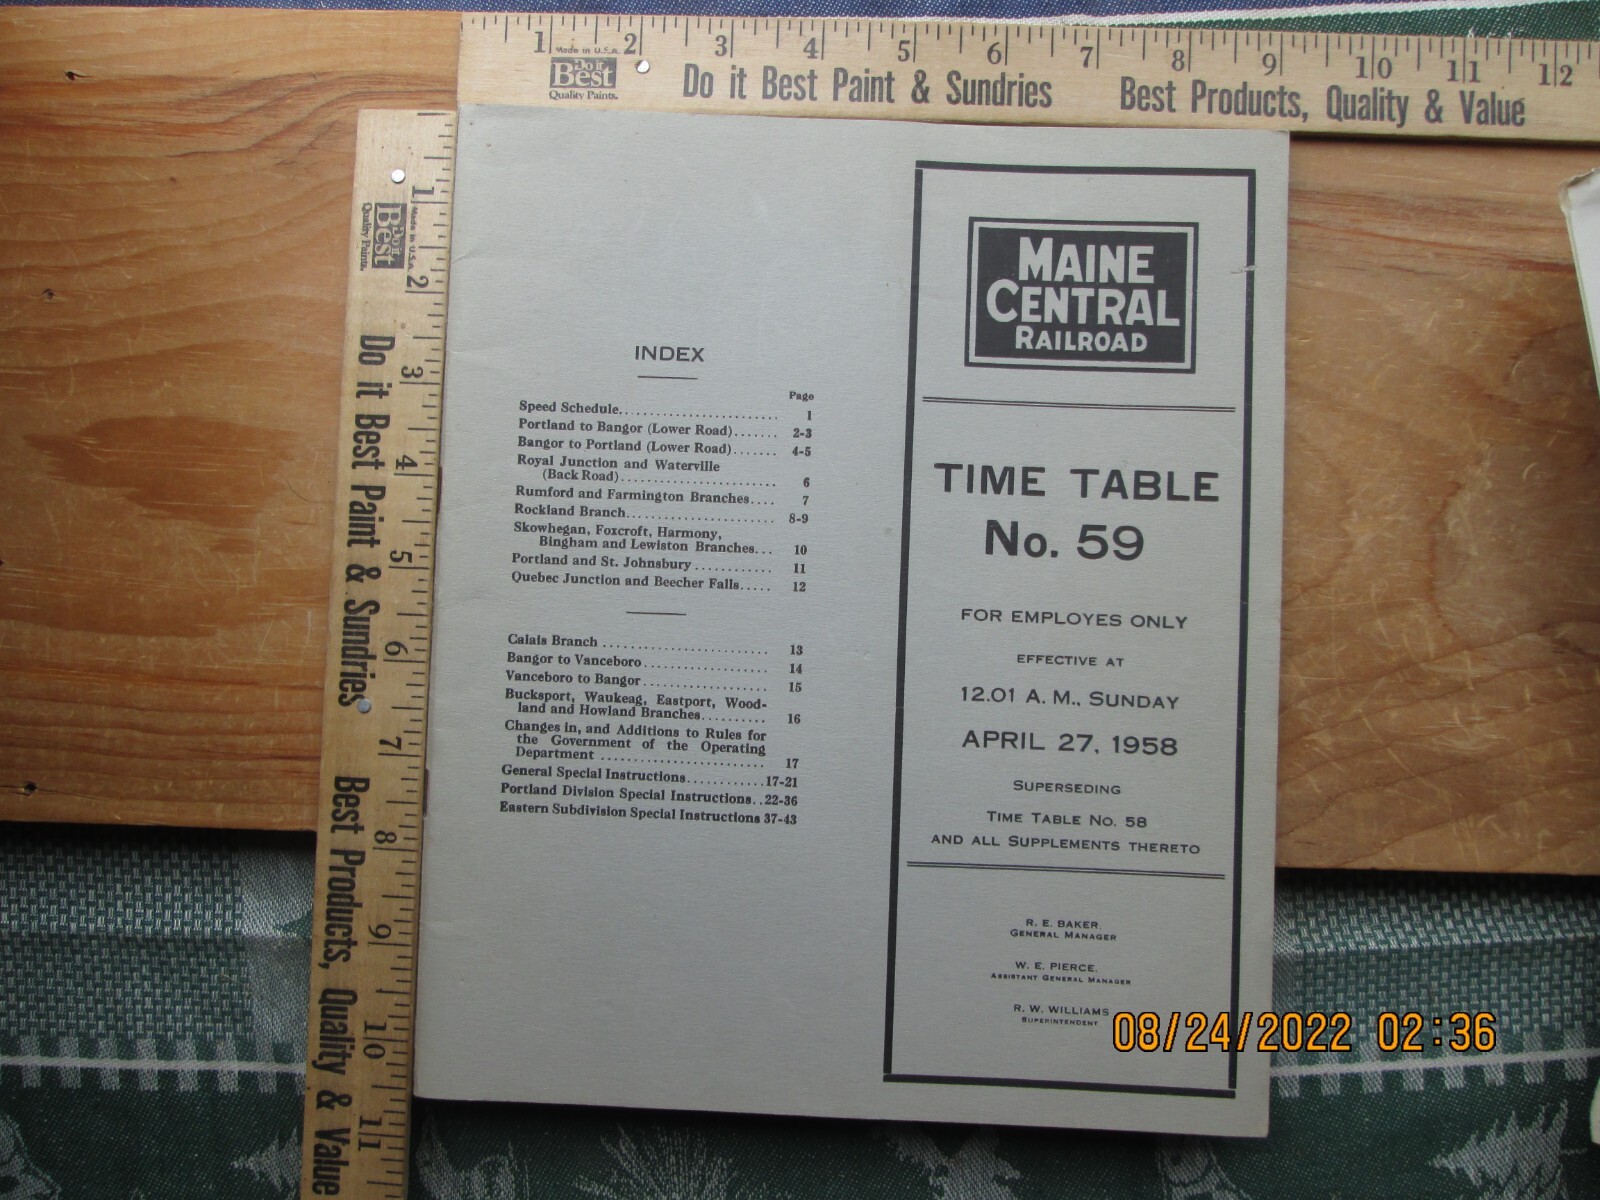 1 2 3 4 5 6 7 8 9 10 11 12
Made in U.S.A.
Do it
Best
Quality Paints.
Do it Best Paint & Sundries
Best Products, Quality & Value
1 2 3 4 5 6 7 8 9 10 11
Made in U.S.A.
Do it
Best
Quality Paints.
Do it Best Paint & Sundries
Best Products, Quality & Value
INDEX
Page
Speed Schedule......................... 1
Portland to Bangor (Lower Road)....... 2-3
Bangor to Portland (Lower Road)....... 4-5
Royal Junction and Waterville
(Back Road)......................... 6
Rumford and Farmington Branches.... 7
Rockland Branch........................ 8-9
Skowhegan, Foxcroft, Harmony,
Bingham and Lewiston Branches... 10
Portland and St. Johnsbury ............ 11
Quebec Junction and Beecher Falls..... 12
Calais Branch ........................... 13
Bangor to Vanceboro.................... 14
Vanceboro to Bangor.................... 15
Bucksport, Waukeag, Eastport, Wood-
land and Howland Branches.......... 16
Changes in, and Additions to Rules for
the Government of the Operating
Department .......................... 17
General Special Instructions............17-21
Portland Division Special Instructions..22-36
Eastern Subdivision Special Instructions 37-43
MAINE
CENTRAL
RAILROAD
TIME TABLE
No. 59
FOR EMPLOYES ONLY
EFFECTIVE AT
12.01 A. M., SUNDAY
APRIL 27, 1958
SUPERSEDING
TIME TABLE NO. 58
AND ALL SUPPLEMENTS THERETO
R. E. BAKER,
GENERAL MANAGER
W. E. PIERCE,
ASSISTANT GENERAL MANAGER
R. W. WILLIAMS
SUPERINTENDENT
08/24/2022 02:36